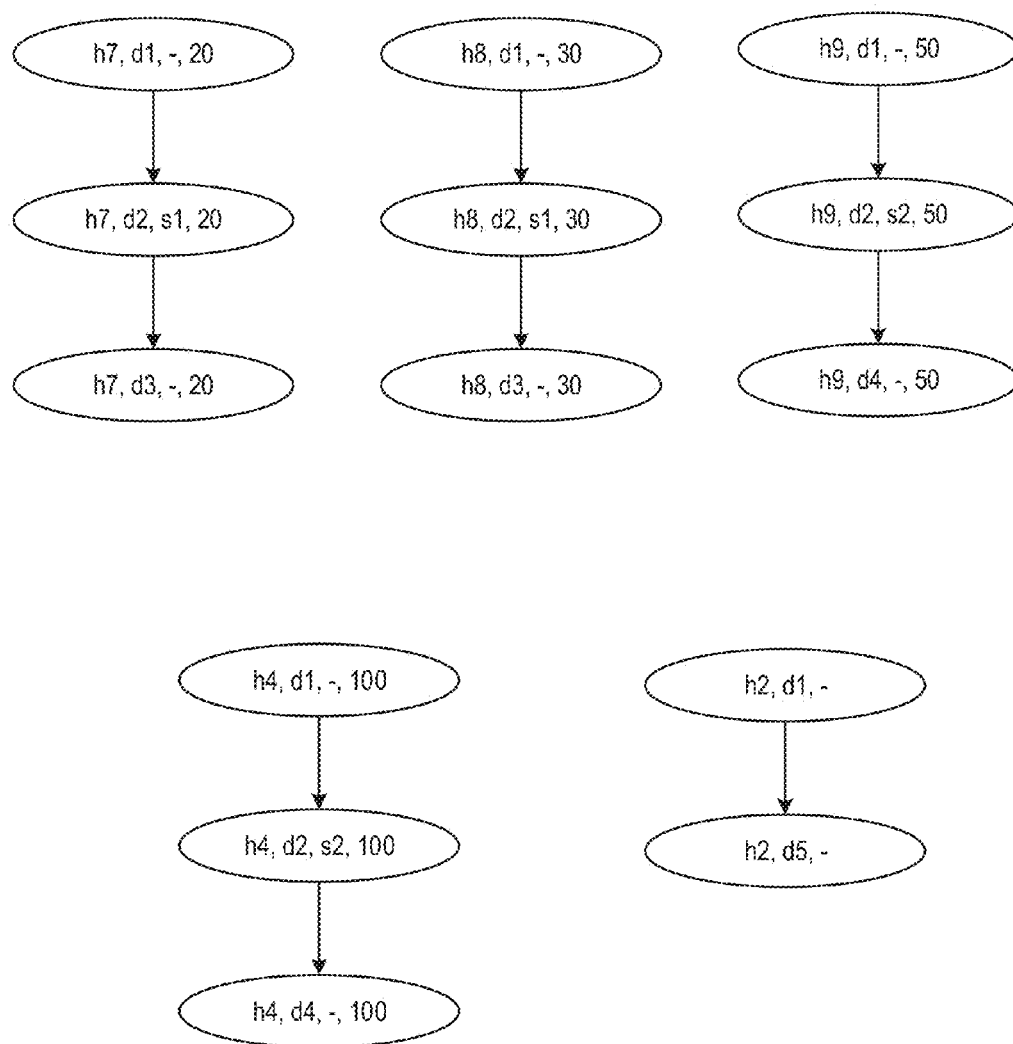 h7, d1, -, 20
h8, d1, -, 30
h9, d1, -, 50
h7, d2, s1, 20
h8, d2, s1, 30
h9, d2, s2, 50
h7, d3, -, 20
h8, d3, -, 30
h9, d4, -, 50
h4, d1, -, 100
h2, d1, -
h4, d2, s2, 100
h2, d5, -
h4, d4, -, 100